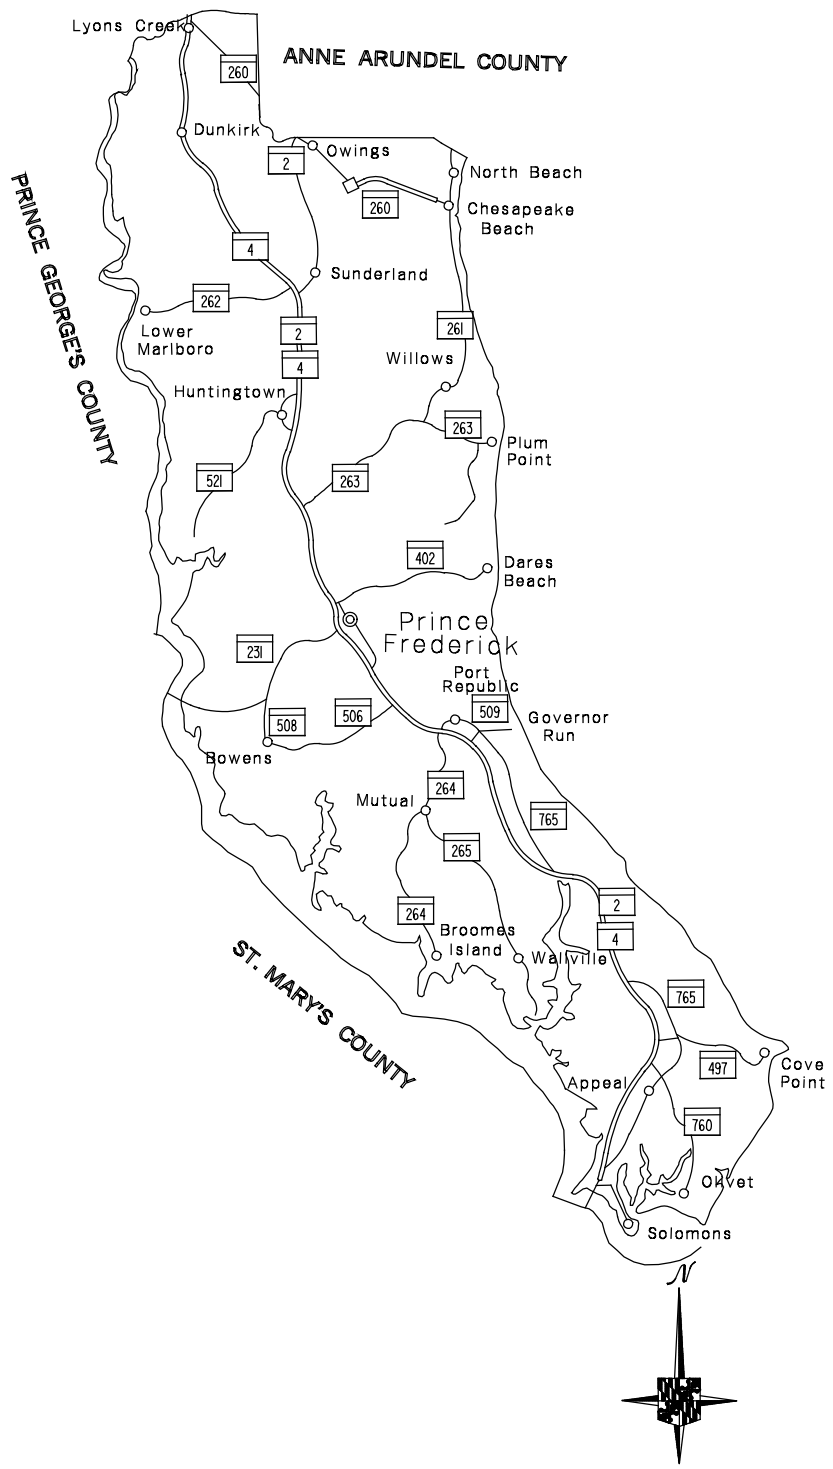 Lyons Creek
ANNE ARUNDEL COUNTY
260
Dunkirk
Owings
2
North Beach
PRINCE GEORGE'S COUNTY
260
Chesapeake
Beach
4
Sunderland
262
Lower
Marlboro
2
261
4
Willows
Huntingtown
263
Plum
Point
521
263
402
Dares
Beach
Prince
Frederick
231
Port
Republic
509
Governor
Run
508
506
Bowens
264
Mutual
765
265
2
264
Broomes
Island
4
Wallville
ST. MARY'S COUNTY
765
497
Cove
Point
Appeal
760
Okvet
Solomons
N